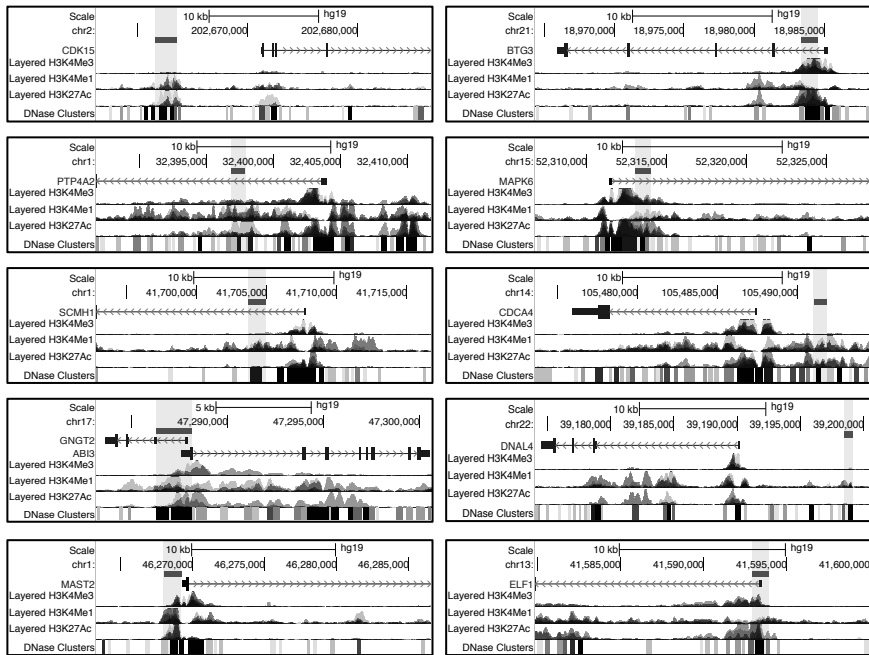 Scale 10 kb hg19
chr2: 202,670,000 202,680,000
CDK15
Layered H3K4Me3
Layered H3K4Me1
Layered H3K27Ac
DNase Clusters
Scale 10 kb hg19
chr21: 18,970,000 18,975,000 18,980,000 18,985,000
BTG3
Layered H3K4Me3
Layered H3K4Me1
Layered H3K27Ac
DNase Clusters
Scale 10 kb hg19
chr1: 32,395,000 32,400,000 32,405,000 32,410,000
PTP4A2
Layered H3K4Me3
Layered H3K4Me1
Layered H3K27Ac
DNase Clusters
Scale 10 kb hg19
chr15: 52,310,000 52,315,000 52,320,000 52,325,000
MAPK6
Layered H3K4Me3
Layered H3K4Me1
Layered H3K27Ac
DNase Clusters
Scale 10 kb hg19
chr1: 41,700,000 41,705,000 41,710,000 41,715,000
SCMH1
Layered H3K4Me3
Layered H3K4Me1
Layered H3K27Ac
DNase Clusters
Scale 10 kb hg19
chr14: 105,480,000 105,485,000 105,490,000
CDCA4
Layered H3K4Me3
Layered H3K4Me1
Layered H3K27Ac
DNase Clusters
Scale 5 kb hg19
chr17: 47,290,000 47,295,000 47,300,000
GNGT2
ABI3
Layered H3K4Me3
Layered H3K4Me1
Layered H3K27Ac
DNase Clusters
Scale 10 kb hg19
chr22: 39,180,000 39,185,000 39,190,000 39,195,000 39,200,000
DNAL4
Layered H3K4Me3
Layered H3K4Me1
Layered H3K27Ac
DNase Clusters
Scale 10 kb hg19
chr1: 46,270,000 46,275,000 46,280,000 46,285,000
MAST2
Layered H3K4Me3
Layered H3K4Me1
Layered H3K27Ac
DNase Clusters
Scale 10 kb hg19
chr13: 41,585,000 41,590,000 41,595,000 41,600,000
ELF1
Layered H3K4Me3
Layered H3K4Me1
Layered H3K27Ac
DNase Clusters